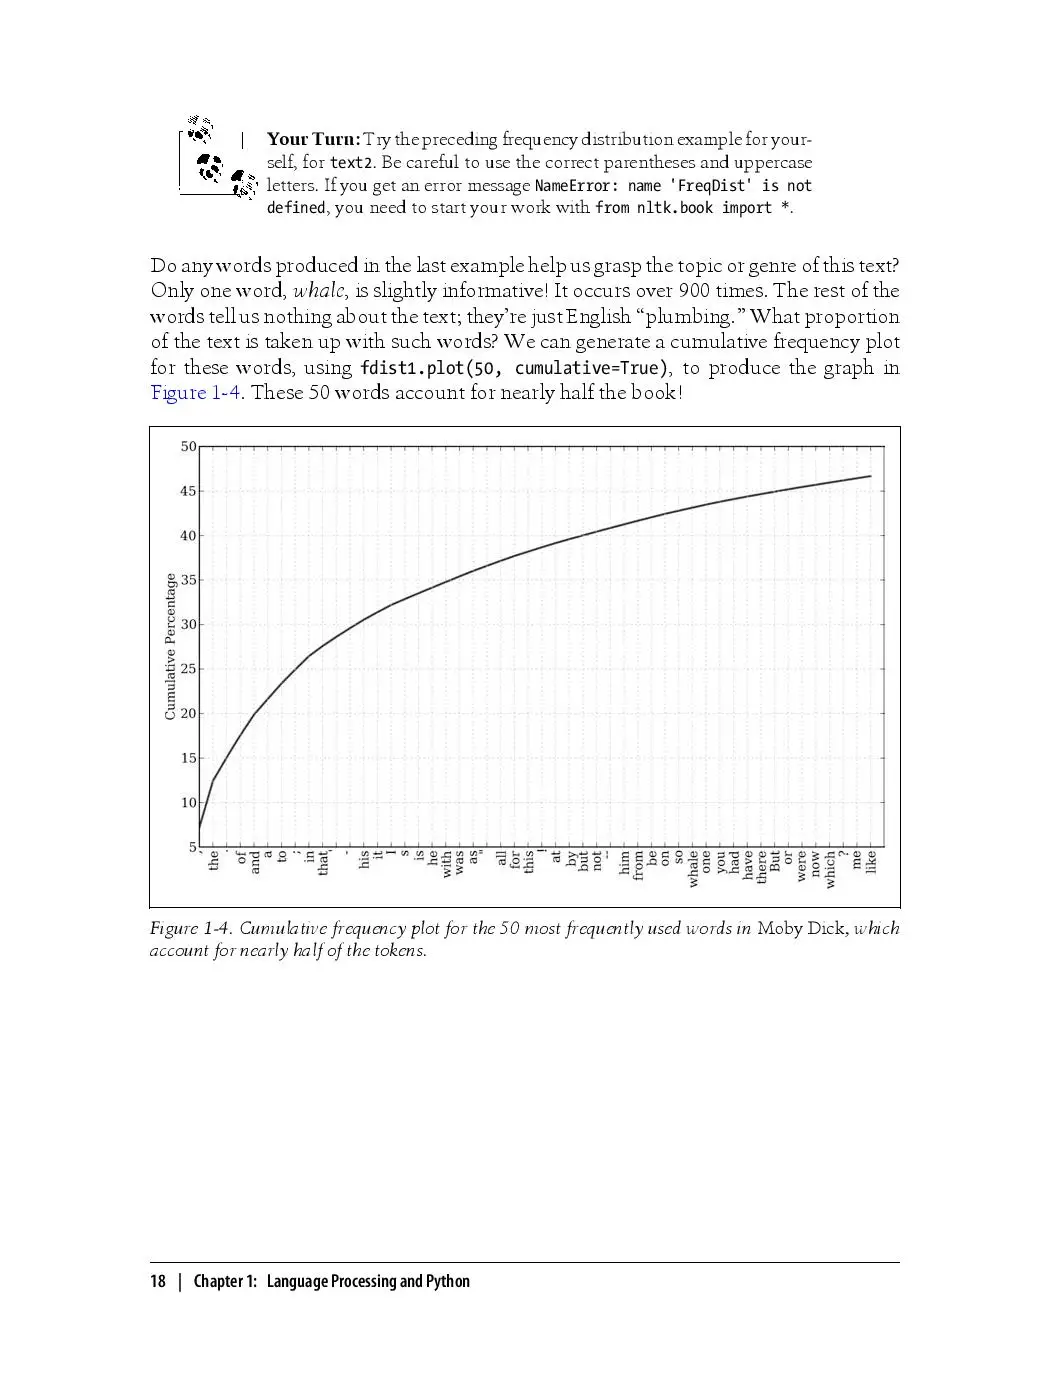 Your Turn: Try the preceding frequency distribution example for your-
self, for text2. Be careful to use the correct parentheses and uppercase
letters. If you get an error message NameError: name 'FreqDist' is not
defined, you need to start your work with from nltk.book import *.
Do any words produced in the last example help us grasp the topic or genre of this text?
Only one word, whale, is slightly informative! It occurs over 900 times. The rest of the
words tell us nothing about the text; they’re just English “plumbing.” What proportion
of the text is taken up with such words? We can generate a cumulative frequency plot
for these words, using fdist1.plot(50, cumulative=True), to produce the graph in
Figure 1-4. These 50 words account for nearly half the book!
50
45
40
35
30
25
20
15
10
5
Cumulative Percentage
, the . of and a to ; in that ' - his it I s is he with was as " all for this ! at by but not -- him from be on so whale one you had have there But or were now which ? me like
Figure 1-4. Cumulative frequency plot for the 50 most frequently used words in Moby Dick, which
account for nearly half of the tokens.
18 | Chapter 1: Language Processing and Python